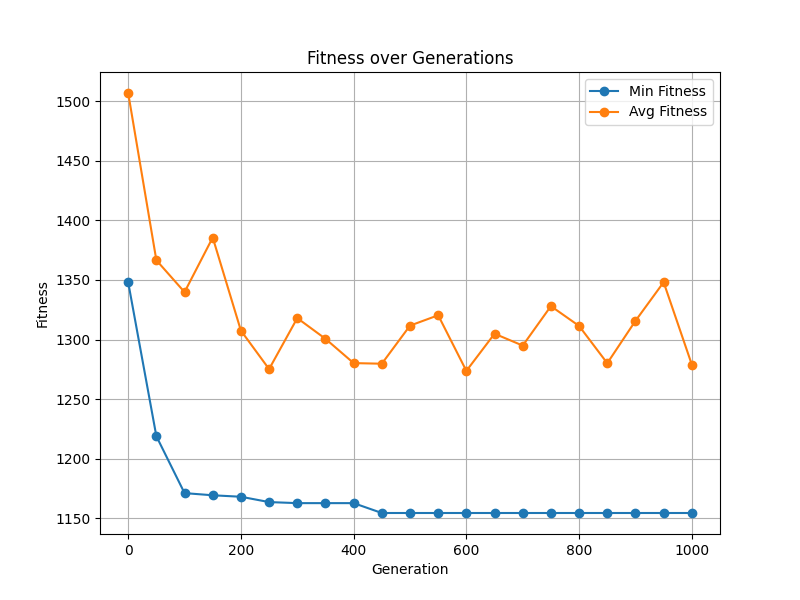 Fitness over Generations
Min Fitness
Avg Fitness
1500
1450
1400
1350
1300
1250
1200
1150
Fitness
0 200 400 600 800 1000
Generation